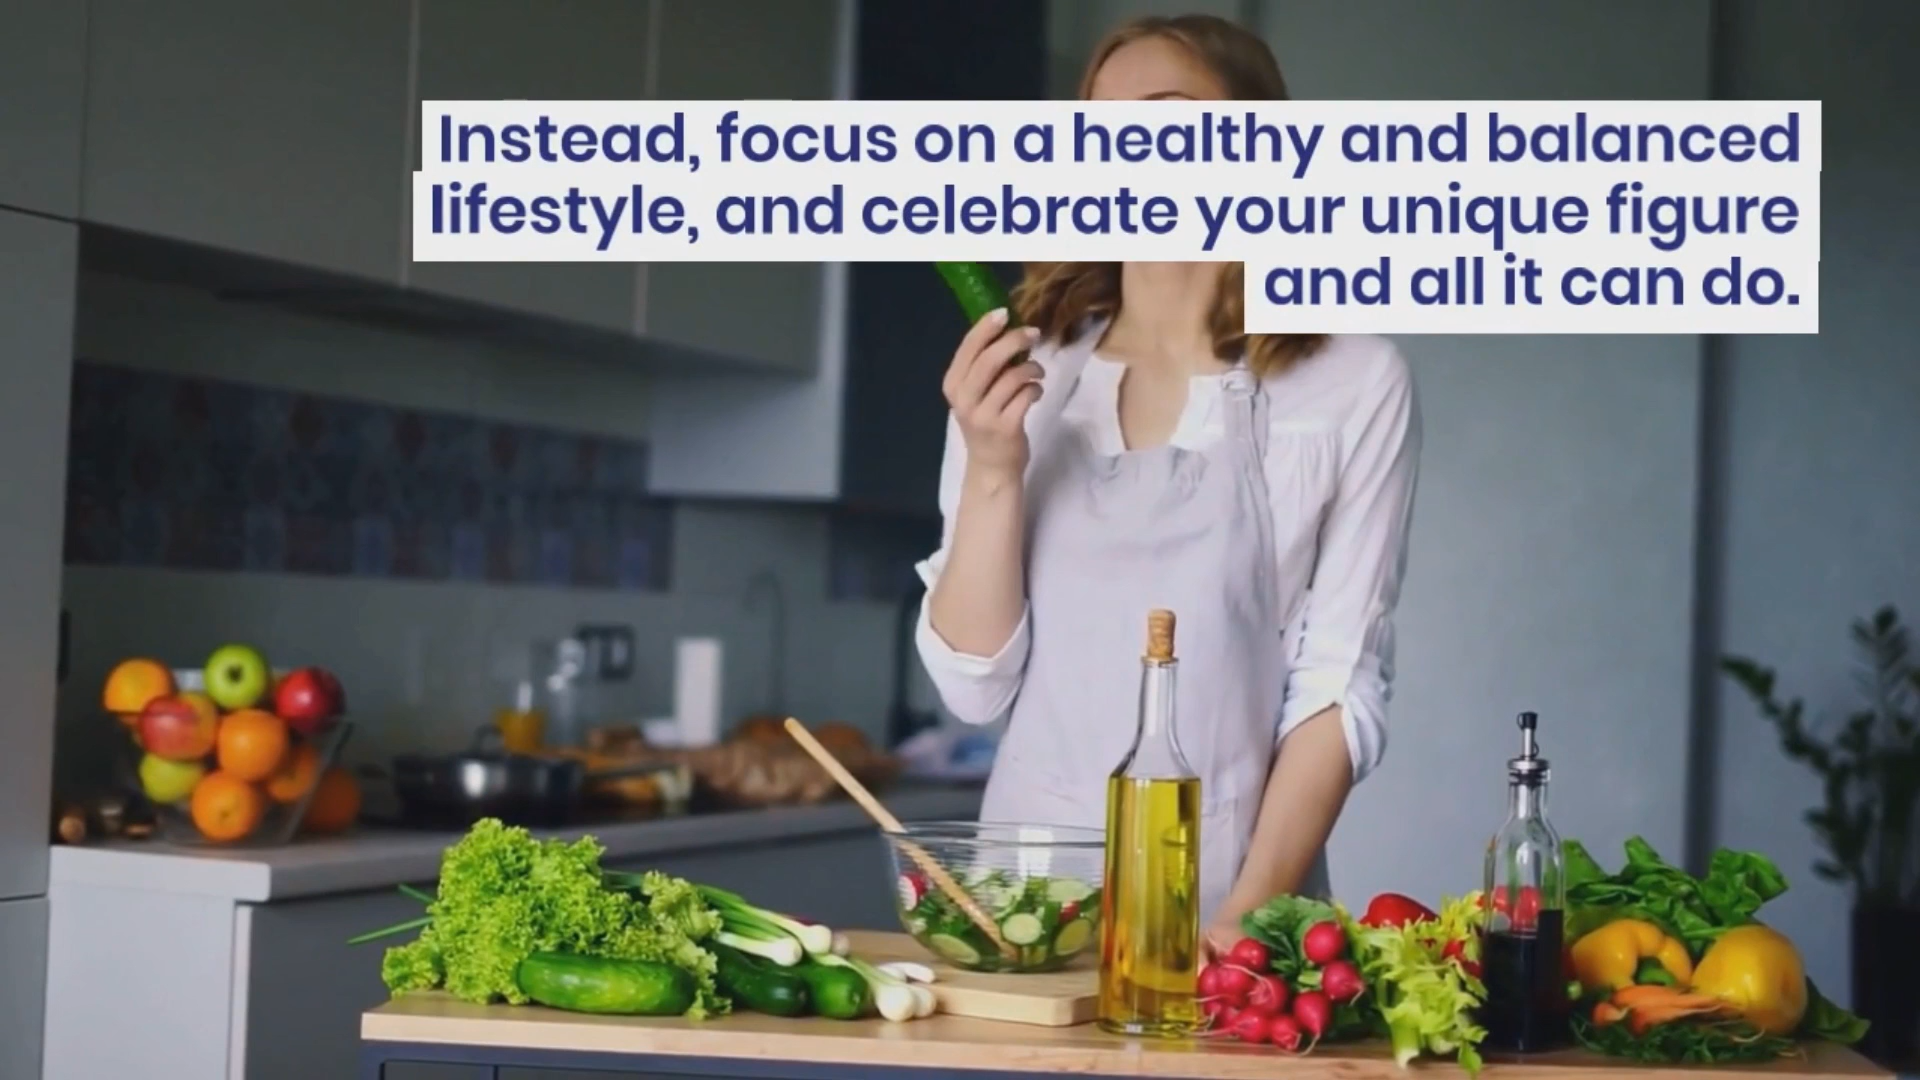 Instead, focus on a healthy and balanced
lifestyle, and celebrate your unique figure
and all it can do.